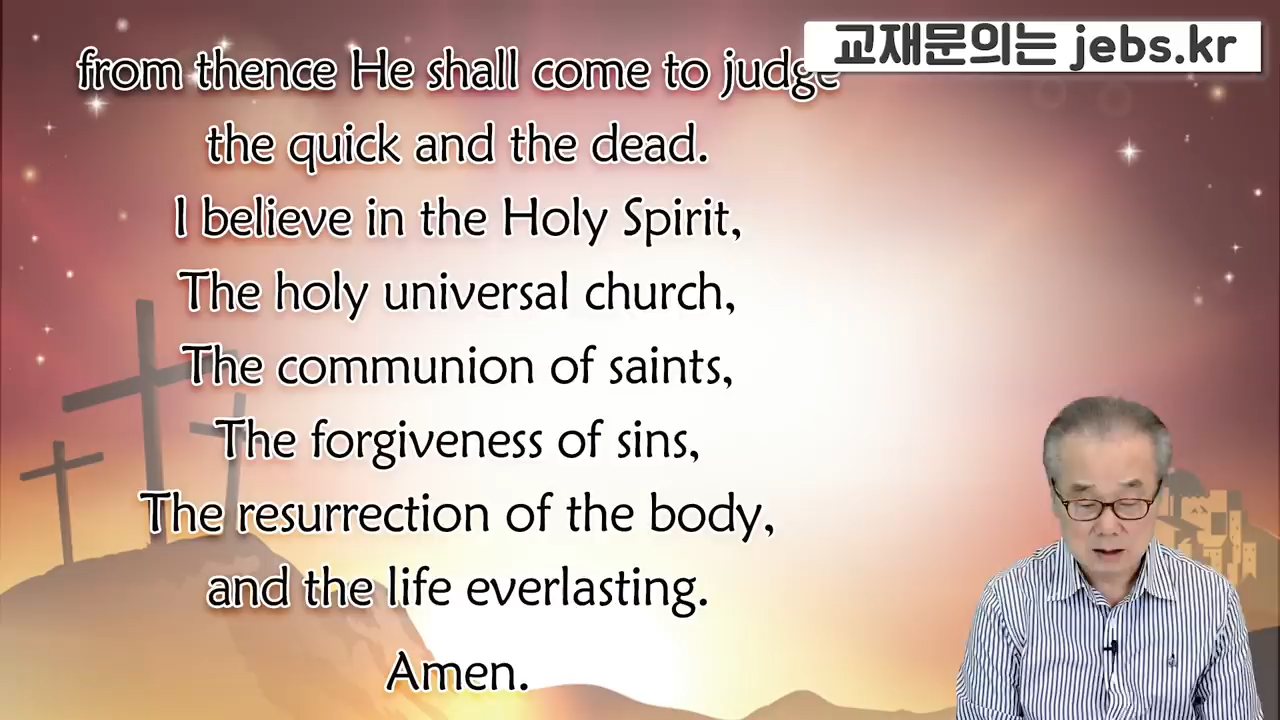 교재문의는 jebs.kr
from thence He shall come to judge
the quick and the dead.
I believe in the Holy Spirit,
The holy universal church,
The communion of saints,
The forgiveness of sins,
The resurrection of the body,
and the life everlasting.
Amen.